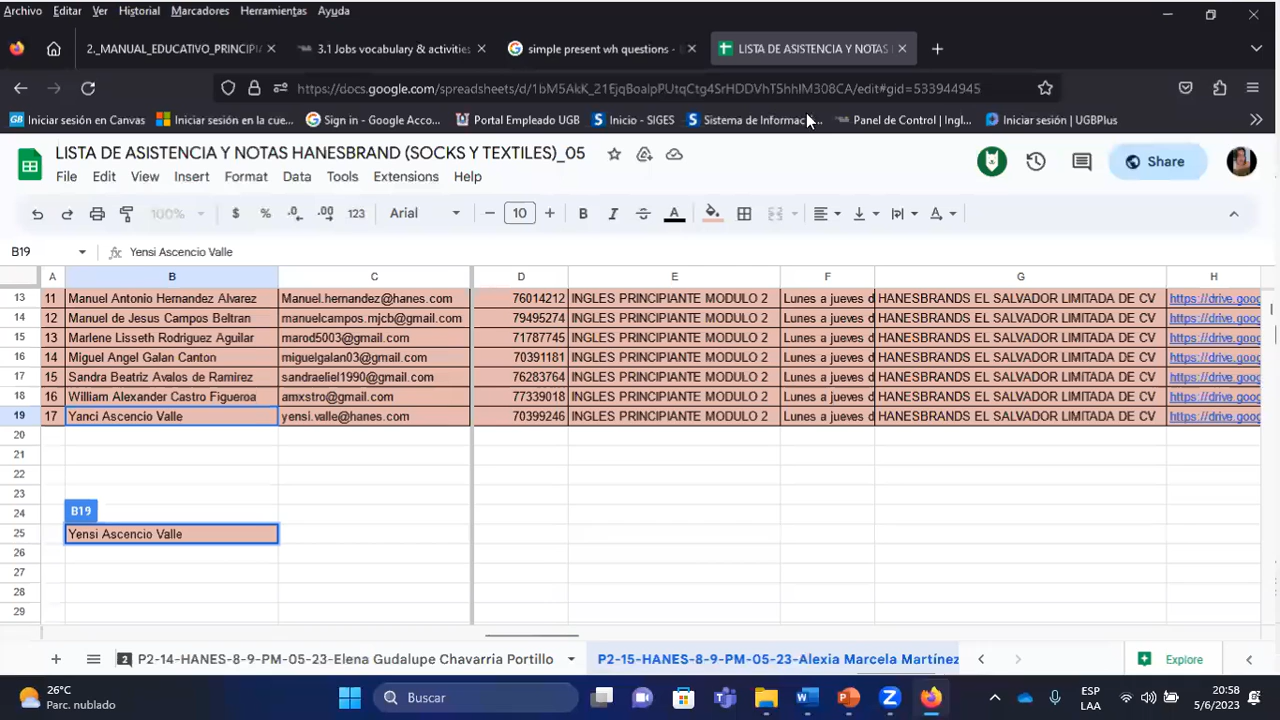 Archivo Editar Ver Historial Marcadores Herramientas Ayuda
2._MANUAL_EDUCATIVO_PRINCIPI 3.1 Jobs vocabulary & activities simple present wh questions - LISTA DE ASISTENCIA Y NOTAS
https://docs.google.com/spreadsheets/d/1bM5AkK_21EjqBoalpPUtqCtg4SrHDDVhTShhIM308CA/edit#gid=533944945
Iniciar sesión en Canvas Iniciar sesión en la cue... Sign in - Google Acco... Portal Empleado UGB Inicio - SIGES Sistema de Informac... Panel de Control | Ingl... Iniciar sesión | UGBPlus
LISTA DE ASISTENCIA Y NOTAS HANESBRAND (SOCKS Y TEXTILES)_05
Share
File Edit View Insert Format Data Tools Extensions Help
100% $ % .0 .00 123 Arial 10 B I A
B19 fx Yensi Ascencio Valle
A B C D E F G H
13 11 Manuel Antonio Hernandez Alvarez Manuel.hernandez@hanes.com 76014212 INGLES PRINCIPIANTE MODULO 2 Lunes a jueves d HANESBRANDS EL SALVADOR LIMITADA DE CV https://drive.goog
14 12 Manuel de Jesus Campos Beltran manuelcampos.mjcb@gmail.com 79495274 INGLES PRINCIPIANTE MODULO 2 Lunes a jueves d HANESBRANDS EL SALVADOR LIMITADA DE CV https://drive.goog
15 13 Marlene Lisseth Rodriguez Aguilar marod5003@gmail.com 71787745 INGLES PRINCIPIANTE MODULO 2 Lunes a jueves d HANESBRANDS EL SALVADOR LIMITADA DE CV https://drive.goog
16 14 Miguel Angel Galan Canton miguelgalan03@gmail.com 70391181 INGLES PRINCIPIANTE MODULO 2 Lunes a jueves d HANESBRANDS EL SALVADOR LIMITADA DE CV https://drive.goog
17 15 Sandra Beatriz Avalos de Ramirez sandraeliel1990@gmail.com 76283764 INGLES PRINCIPIANTE MODULO 2 Lunes a jueves d HANESBRANDS EL SALVADOR LIMITADA DE CV https://drive.goog
18 16 William Alexander Castro Figueroa amxstro@gmail.com 77339018 INGLES PRINCIPIANTE MODULO 2 Lunes a jueves d HANESBRANDS EL SALVADOR LIMITADA DE CV https://drive.goog
19 17 Yanci Ascencio Valle yensi.valle@hanes.com 70399246 INGLES PRINCIPIANTE MODULO 2 Lunes a jueves d HANESBRANDS EL SALVADOR LIMITADA DE CV https://drive.goog
20
21
22
23
24 B19
25 Yensi Ascencio Valle
26
27
28
29
2 P2-14-HANES-8-9-PM-05-23-Elena Gudalupe Chavarria Portillo P2-15-HANES-8-9-PM-05-23-Alexia Marcela Martínez Explore
26°C
Parc. nublado
Buscar
ESP
LAA
20:58
5/6/2023